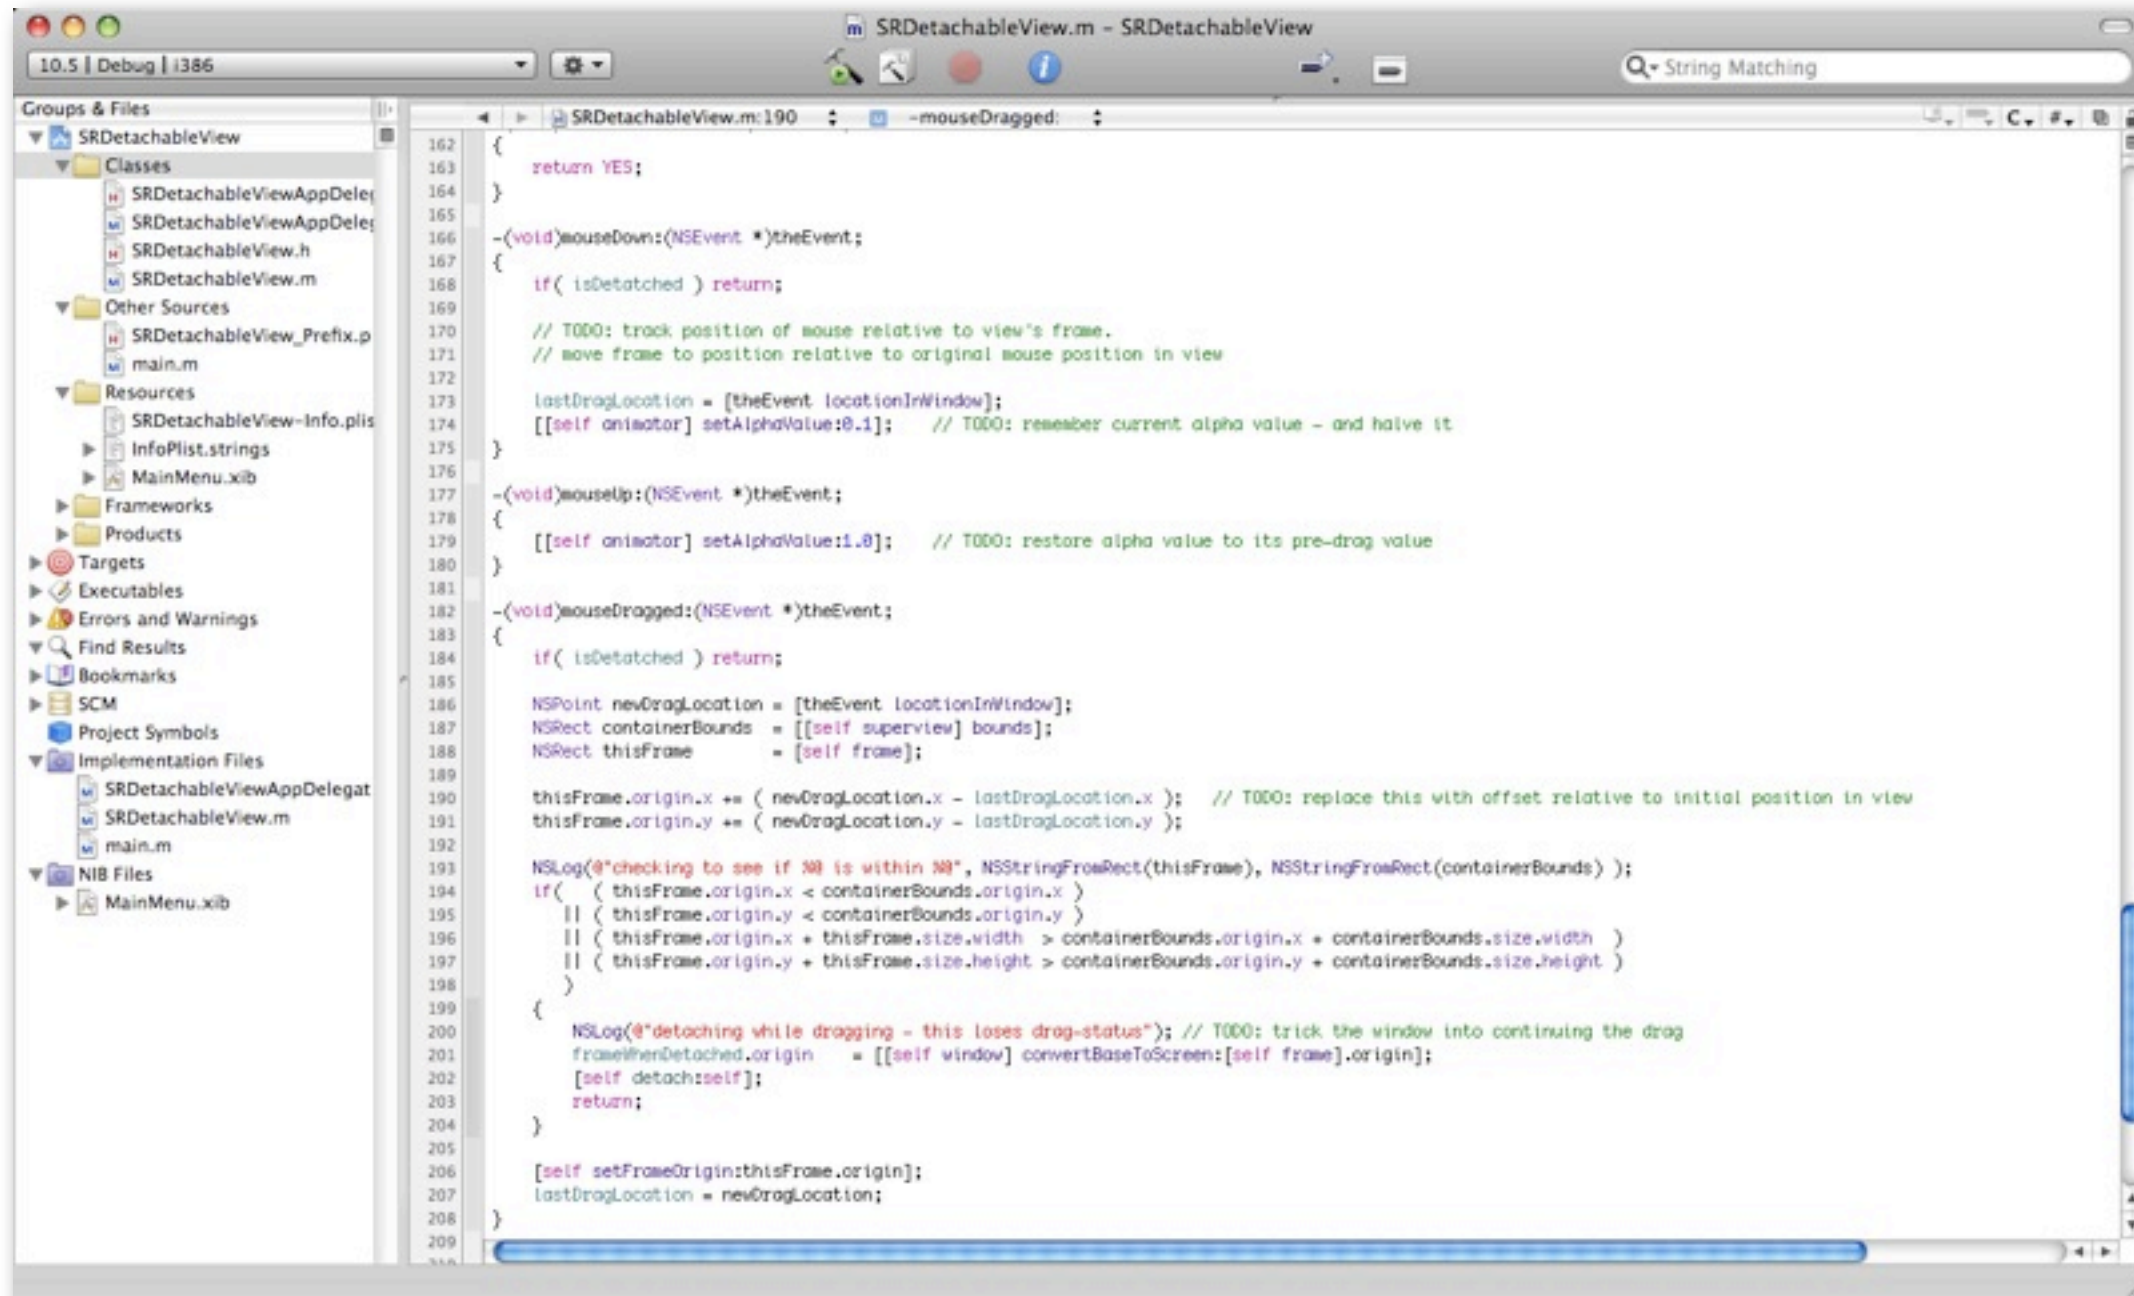 SRDetachableView.m - SRDetachableView
10.5 | Debug | i386
String Matching
Groups & Files
SRDetachableView
Classes
SRDetachableViewAppDeleg
SRDetachableViewAppDeleg
SRDetachableView.h
SRDetachableView.m
Other Sources
SRDetachableView_Prefix.p
main.m
Resources
SRDetachableView-Info.plis
InfoPlist.strings
MainMenu.xib
Frameworks
Products
Targets
Executables
Errors and Warnings
Find Results
Bookmarks
SCM
Project Symbols
Implementation Files
SRDetachableViewAppDelegat
SRDetachableView.m
main.m
NIB Files
MainMenu.xib
SRDetachableView.m:190 -mouseDragged: C #
162 {
163 return YES;
164 }
165
166 -(void)mouseDown:(NSEvent *)theEvent;
167 {
168 if( isDetatched ) return;
169
170 // TODO: track position of mouse relative to view's frame.
171 // move frame to position relative to original mouse position in view
172
173 lastDragLocation = [theEvent locationInWindow];
174 [[self animator] setAlphaValue:0.1]; // TODO: remember current alpha value - and halve it
175 }
176
177 -(void)mouseUp:(NSEvent *)theEvent;
178 {
179 [[self animator] setAlphaValue:1.0]; // TODO: restore alpha value to its pre-drag value
180 }
181
182 -(void)mouseDragged:(NSEvent *)theEvent;
183 {
184 if( isDetatched ) return;
185
186 NSPoint newDragLocation = [theEvent locationInWindow];
187 NSRect containerBounds = [[self superview] bounds];
188 NSRect thisFrame = [self frame];
189
190 thisFrame.origin.x += ( newDragLocation.x - lastDragLocation.x ); // TODO: replace this with offset relative to initial position in view
191 thisFrame.origin.y += ( newDragLocation.y - lastDragLocation.y );
192
193 NSLog(@"checking to see if %@ is within %@", NSStringFromRect(thisFrame), NSStringFromRect(containerBounds) );
194 if( ( thisFrame.origin.x < containerBounds.origin.x )
195 || ( thisFrame.origin.y < containerBounds.origin.y )
196 || ( thisFrame.origin.x + thisFrame.size.width > containerBounds.origin.x + containerBounds.size.width )
197 || ( thisFrame.origin.y + thisFrame.size.height > containerBounds.origin.y + containerBounds.size.height )
198 )
199 {
200 NSLog(@"detaching while dragging - this loses drag-status"); // TODO: trick the window into continuing the drag
201 frameWhenDetached.origin = [[self window] convertBaseToScreen:[self frame].origin];
202 [self detach:self];
203 return;
204 }
205
206 [self setFrameOrigin:thisFrame.origin];
207 lastDragLocation = newDragLocation;
208 }
209